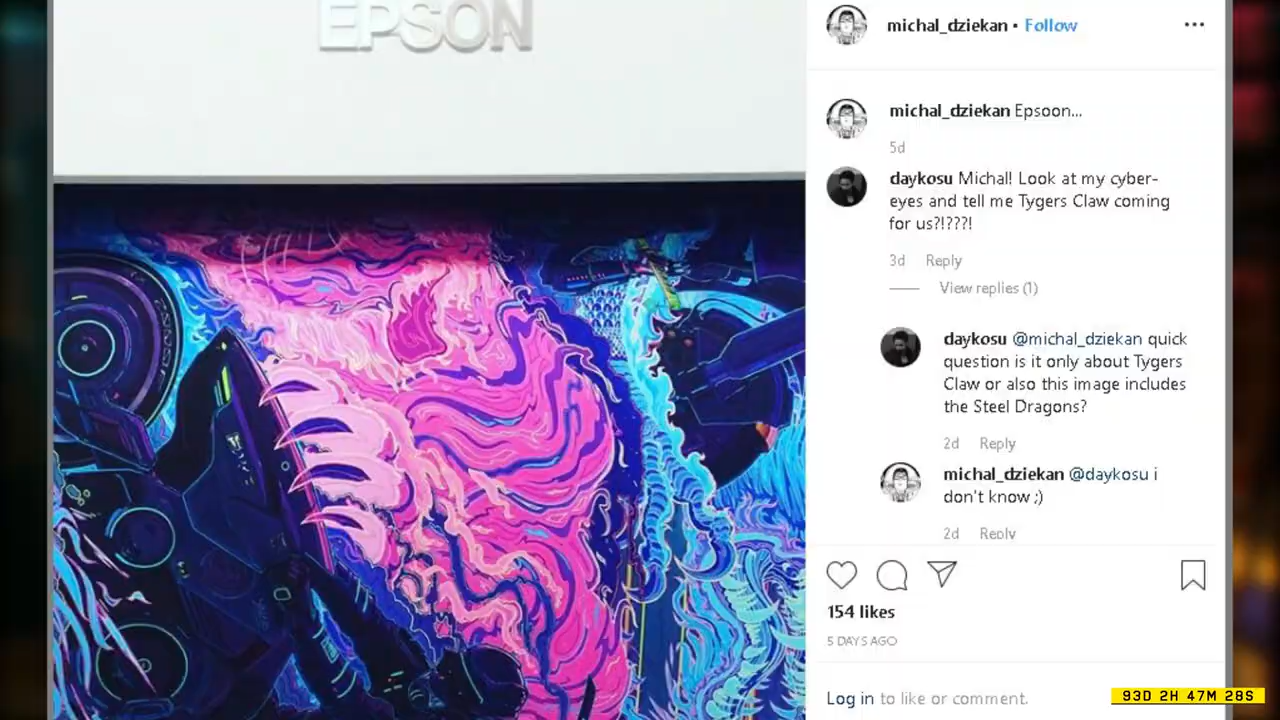 EPSON
michal_dziekan • Follow
michal_dziekan Epsoon...
5d
daykosu Michal! Look at my cyber-
eyes and tell me Tygers Claw coming
for us?!???!
3d Reply
View replies (1)
daykosu @michal_dziekan quick
question is it only about Tygers
Claw or also this image includes
the Steel Dragons?
2d Reply
michal_dziekan @daykosu i
don't know ;)
2d Reply
154 likes
5 DAYS AGO
Log in to like or comment.
93D 2H 47M 28S